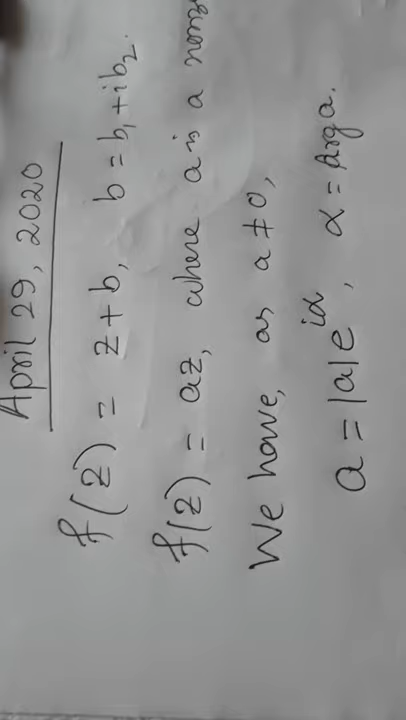 April 29, 2020
f(z) = z + b, b = b₁ + ib₂.
f(z) = az, where a is a
We have, as a ≠ 0,
a = |a|e^{iα}, α = Arg a.